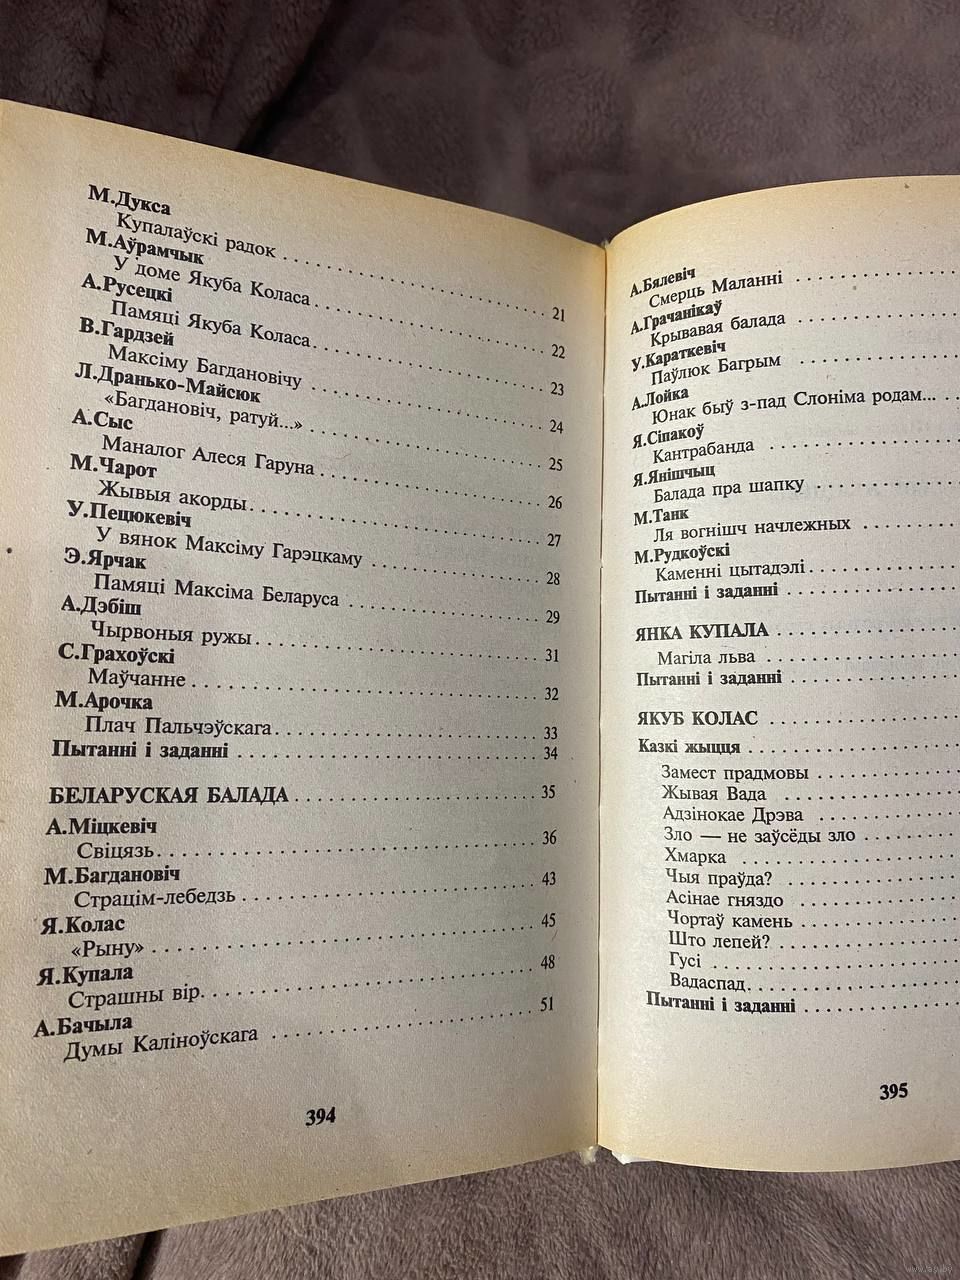 М.Дукса
Купалаўскі радок . . . . . . . . . . . . . . . . . . . . . . . . 21
М.Аўрамчык
У доме Якуба Коласа . . . . . . . . . . . . . . . . . . . . . 22
А.Русецкі
Памяці Якуба Коласа . . . . . . . . . . . . . . . . . . . . . 23
В.Гардзей
Максіму Багдановічу . . . . . . . . . . . . . . . . . . . . . 24
Л.Дранько-Майсюк
«Багдановіч, ратуй...» . . . . . . . . . . . . . . . . . . . . 25
А.Сыс
Маналог Алеся Гаруна . . . . . . . . . . . . . . . . . . . . 26
М.Чарот
Жывыя акорды . . . . . . . . . . . . . . . . . . . . . . . . 27
У.Пецюкевіч
У вянок Максіму Гарэцкаму . . . . . . . . . . . . . . . . 28
Э.Ярчак
Памяці Максіма Беларуса . . . . . . . . . . . . . . . . . 29
А.Дэбіш
Чырвоныя ружы . . . . . . . . . . . . . . . . . . . . . . . 31
С.Грахоўскі
Маўчанне . . . . . . . . . . . . . . . . . . . . . . . . . . . 32
М.Арочка
Плач Пальчэўскага . . . . . . . . . . . . . . . . . . . . . 33
Пытанні і заданні . . . . . . . . . . . . . . . . . . . . . . 34
БЕЛАРУСКАЯ БАЛАДА . . . . . . . . . . . . . . . . . . . 35
А.Міцкевіч
Свіцязь . . . . . . . . . . . . . . . . . . . . . . . . . . . . 36
М.Багдановіч
Страцім-лебедзь . . . . . . . . . . . . . . . . . . . . . . . 43
Я.Колас
«Рыну» . . . . . . . . . . . . . . . . . . . . . . . . . . . . 45
Я.Купала
Страшны вір . . . . . . . . . . . . . . . . . . . . . . . . . 48
А.Бачыла
Думы Каліноўскага . . . . . . . . . . . . . . . . . . . . . 51
394
А.Бялевіч
Смерць Маланні . . . . . . . . . .
А.Грачанікаў
Крывавая балада . . . . . . . . . .
У.Караткевіч
Паўлюк Багрым . . . . . . . . . .
А.Лойка
Юнак быў з-пад Слоніма родам... . .
Я.Сіпакоў
Кантрабанда . . . . . . . . . . . .
Я.Янішчыц
Балада пра шапку . . . . . . . . .
М.Танк
Ля вогнішч начлежных . . . . . . .
М.Рудкоўскі
Каменні цытадэлі . . . . . . . . . .
Пытанні і заданні . . . . . . . . . .
ЯНКА КУПАЛА . . . . . . . . . . . .
Магіла льва . . . . . . . . . . . . .
Пытанні і заданні . . . . . . . . . .
ЯКУБ КОЛАС . . . . . . . . . . . . .
Казкі жыцця . . . . . . . . . . . . .
Замест прадмовы . . . . . . . . . .
Жывая Вада . . . . . . . . . . . . .
Адзінокае Дрэва . . . . . . . . . . .
Зло — не заўсёды зло . . . . . . .
Хмарка . . . . . . . . . . . . . . .
Чыя праўда? . . . . . . . . . . . .
Асінае гняздо . . . . . . . . . . . .
Чортаў камень . . . . . . . . . . . .
Што лепей? . . . . . . . . . . . . .
Гусі . . . . . . . . . . . . . . . . .
Вадаспад . . . . . . . . . . . . . .
Пытанні і заданні . . . . . . . . . .
395